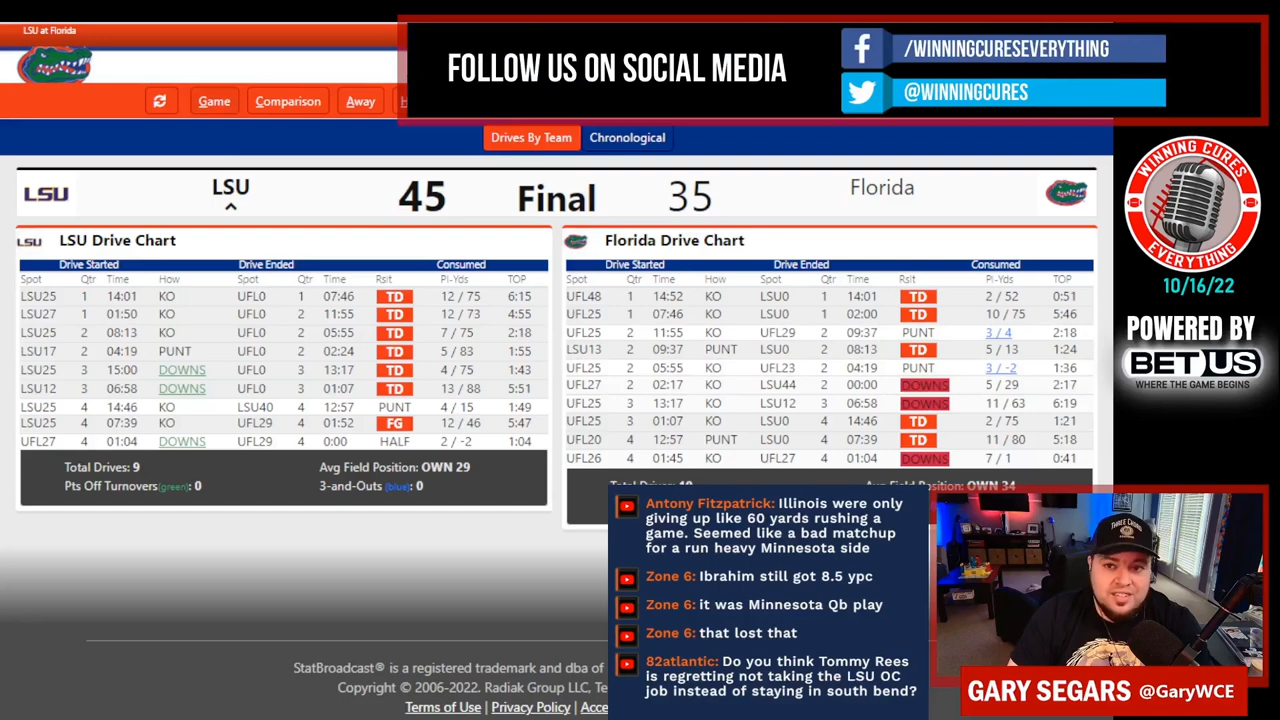 LSU at Florida
FOLLOW US ON SOCIAL MEDIA
/WINNINGCURESEVERYTHING
@WINNINGCURES
Game Comparison Away
Drives By Team Chronological
LSU LSU 45 Final 35 Florida
LSU LSU Drive Chart
Drive Started Drive Ended Consumed
Spot Qtr Time How Spot Qtr Time Rslt Pl-Yds TOP
LSU25 1 14:01 KO UFL0 1 07:46 TD 12 / 75 6:15
LSU27 1 01:50 KO UFL0 2 11:55 TD 12 / 73 4:55
LSU25 2 08:13 KO UFL0 2 05:55 TD 7 / 75 2:18
LSU17 2 04:19 PUNT UFL0 2 02:24 TD 5 / 83 1:55
LSU25 3 15:00 DOWNS UFL0 3 13:17 TD 4 / 75 1:43
LSU12 3 06:58 DOWNS UFL0 3 01:07 TD 13 / 88 5:51
LSU25 4 14:46 KO LSU40 4 12:57 PUNT 4 / 15 1:49
LSU25 4 07:39 KO UFL29 4 01:52 FG 12 / 46 5:47
UFL27 4 01:04 DOWNS UFL29 4 0:00 HALF 2 / -2 1:04
Total Drives: 9 Avg Field Position: OWN 29
Pts Off Turnovers(green): 0 3-and-Outs (blue): 0
Florida Drive Chart
Drive Started Drive Ended Consumed
Spot Qtr Time How Spot Qtr Time Rslt Pl-Yds TOP
UFL48 1 14:52 KO LSU0 1 14:01 TD 2 / 52 0:51
UFL25 1 07:46 KO LSU0 1 02:00 TD 10 / 75 5:46
UFL25 2 11:55 KO UFL29 2 09:37 PUNT 3 / 4 2:18
LSU13 2 09:37 PUNT LSU0 2 08:13 TD 5 / 13 1:24
UFL25 2 05:55 KO UFL23 2 04:19 PUNT 3 / -2 1:36
UFL27 2 02:17 KO LSU44 2 00:00 DOWNS 5 / 29 2:17
UFL25 3 13:17 KO LSU12 3 06:58 DOWNS 11 / 63 6:19
UFL25 3 01:07 KO LSU0 4 14:46 TD 2 / 75 1:21
UFL20 4 12:57 PUNT LSU0 4 07:39 TD 11 / 80 5:18
UFL26 4 01:45 KO UFL27 4 01:04 DOWNS 7 / 1 0:41
OWN 34
Antony Fitzpatrick: Illinois were only
giving up like 60 yards rushing a
game. Seemed like a bad matchup
for a run heavy Minnesota side
Zone 6: Ibrahim still got 8.5 ypc
Zone 6: it was Minnesota Qb play
Zone 6: that lost that
82atlantic: Do you think Tommy Rees
is regretting not taking the LSU OC
job instead of staying in south bend?
WINNING CURES
EVERYTHING
10/16/22
POWERED BY
BETUS
WHERE THE GAME BEGINS
GARY SEGARS @GaryWCE
StatBroadcast® is a registered trademark and dba of
Copyright © 2006-2022. Radiak Group LLC,
Terms of Use | Privacy Policy |